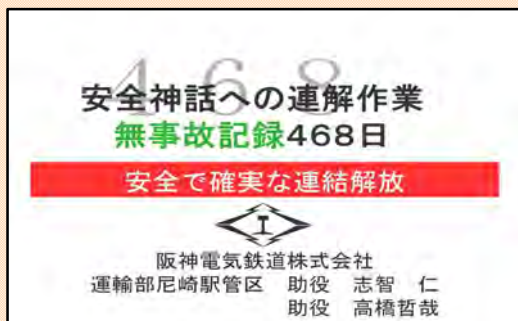 468
安全神話への連解作業
無事故記録468日
安全で確実な連結解放
阪神電気鉄道株式会社
運輸部尼崎駅管区 助役 志智 仁
助役 高橋哲哉